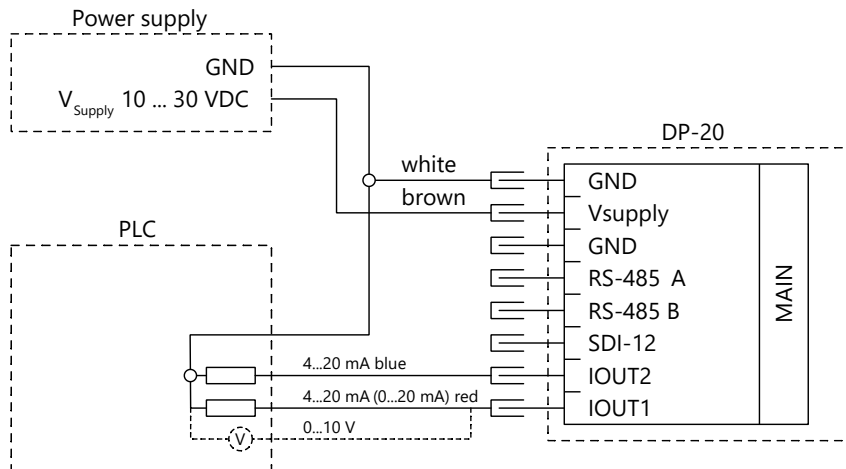 Power supply
GND
VSupply 10 ... 30 VDC
DP-20
white
GND
brown
Vsupply
PLC
GND
RS-485 A
RS-485 B
SDI-12
MAIN
4...20 mA blue
IOUT2
4...20 mA (0...20 mA) red
IOUT1
0...10 V
V